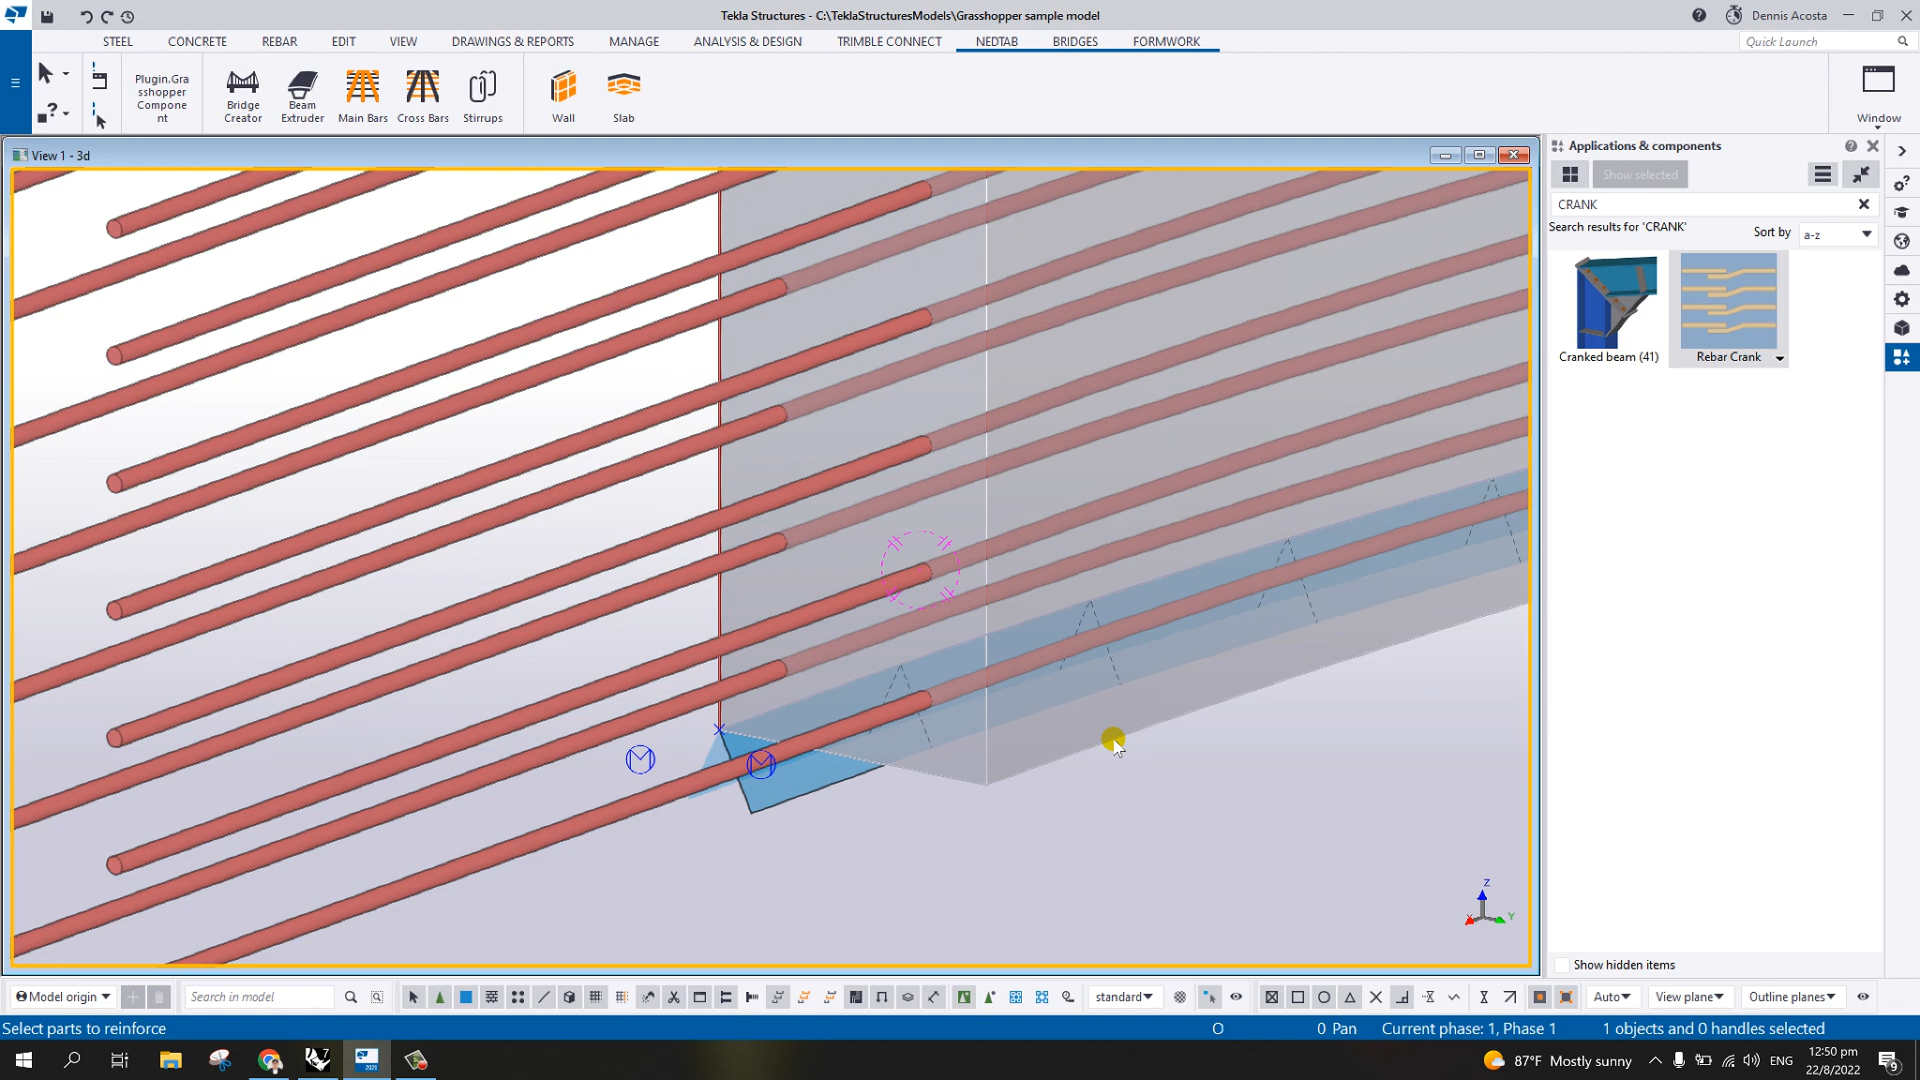 Tekla Structures - C:\TeklaStructuresModels\Grasshopper sample model
Dennis Acosta
STEEL CONCRETE REBAR EDIT VIEW DRAWINGS & REPORTS MANAGE ANALYSIS & DESIGN TRIMBLE CONNECT NEDTAB BRIDGES FORMWORK
Quick Launch
Plugin.Gra
sshopper
Compone
nt
Bridge
Creator
Beam
Extruder
Main Bars
Cross Bars
Stirrups
Wall
Slab
Window
View 1 - 3d
Applications & components
Show selected
CRANK
Search results for 'CRANK'
Sort by
a-z
Cranked beam (41)
Rebar Crank
Z
X
Y
Show hidden items
Model origin
Search in model
standard
Auto
View plane
Outline planes
Select parts to reinforce
O
0 Pan
Current phase: 1, Phase 1
1 objects and 0 handles selected
2021
87°F Mostly sunny
ENG
12:50 pm
22/8/2022
9